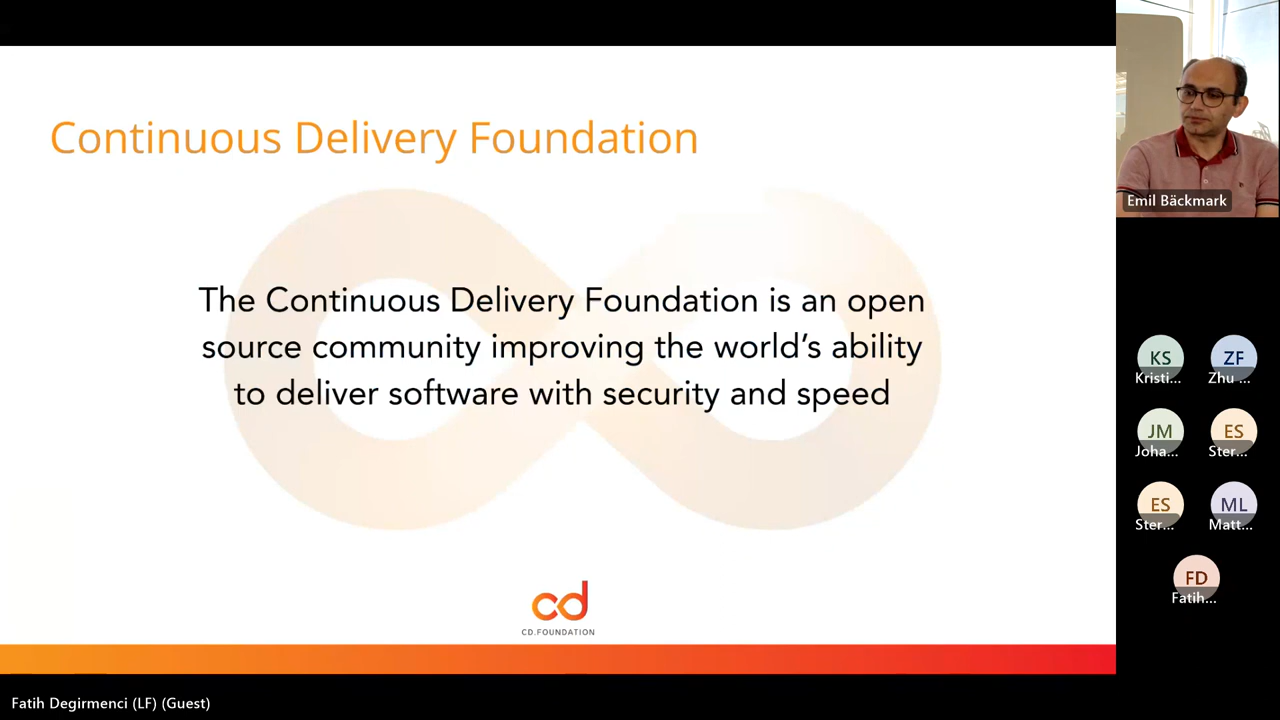 Continuous Delivery Foundation
The Continuous Delivery Foundation is an open
source community improving the world's ability
to deliver software with security and speed
cd
CD.FOUNDATION
Emil Bäckmark
KS
Kristi...
ZF
Zhu ...
JM
Joha...
ES
Ster...
ES
Ster...
ML
Matt...
FD
Fatih...
Fatih Degirmenci (LF) (Guest)